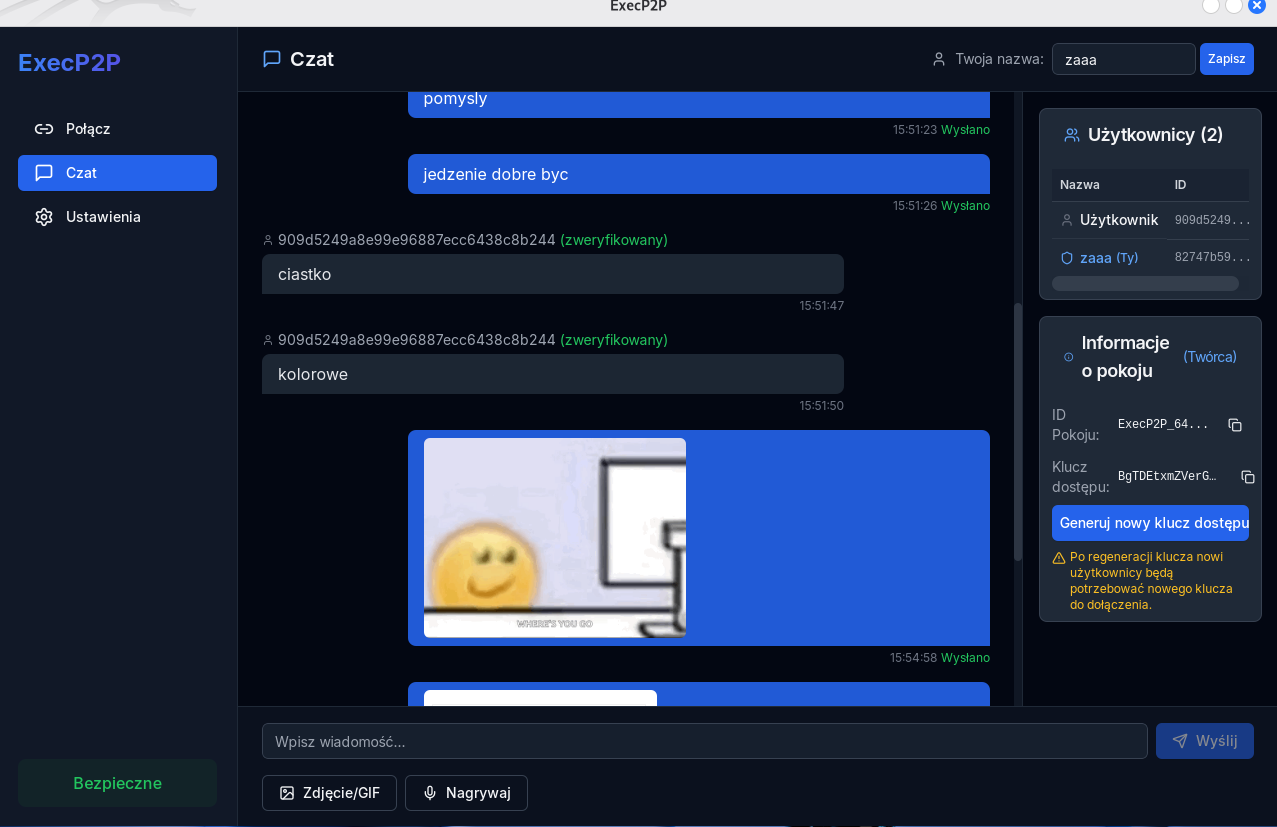 ExecP2P
ExecP2P
Połącz
Czat
Ustawienia
Bezpieczne
Czat
Twoja nazwa:
zaaa
Zapisz
pomysly
15:51:23 Wysłano
jedzenie dobre byc
15:51:26 Wysłano
909d5249a8e99e96887ecc6438c8b244 (zweryfikowany)
ciastko
15:51:47
909d5249a8e99e96887ecc6438c8b244 (zweryfikowany)
kolorowe
15:51:50
WHERE'S YOU GO
15:54:58 Wysłano
Wpisz wiadomość...
Wyślij
Zdjęcie/GIF
Nagrywaj
Użytkownicy (2)
Nazwa ID
Użytkownik 909d5249...
zaaa (Ty) 82747b59...
Informacje
o pokoju
(Twórca)
ID
Pokoju:
ExecP2P_64...
Klucz
dostępu:
BgTDEtxmZVerG…
Generuj nowy klucz dostępu
Po regeneracji klucza nowi
użytkownicy będą
potrzebować nowego klucza
do dołączenia.